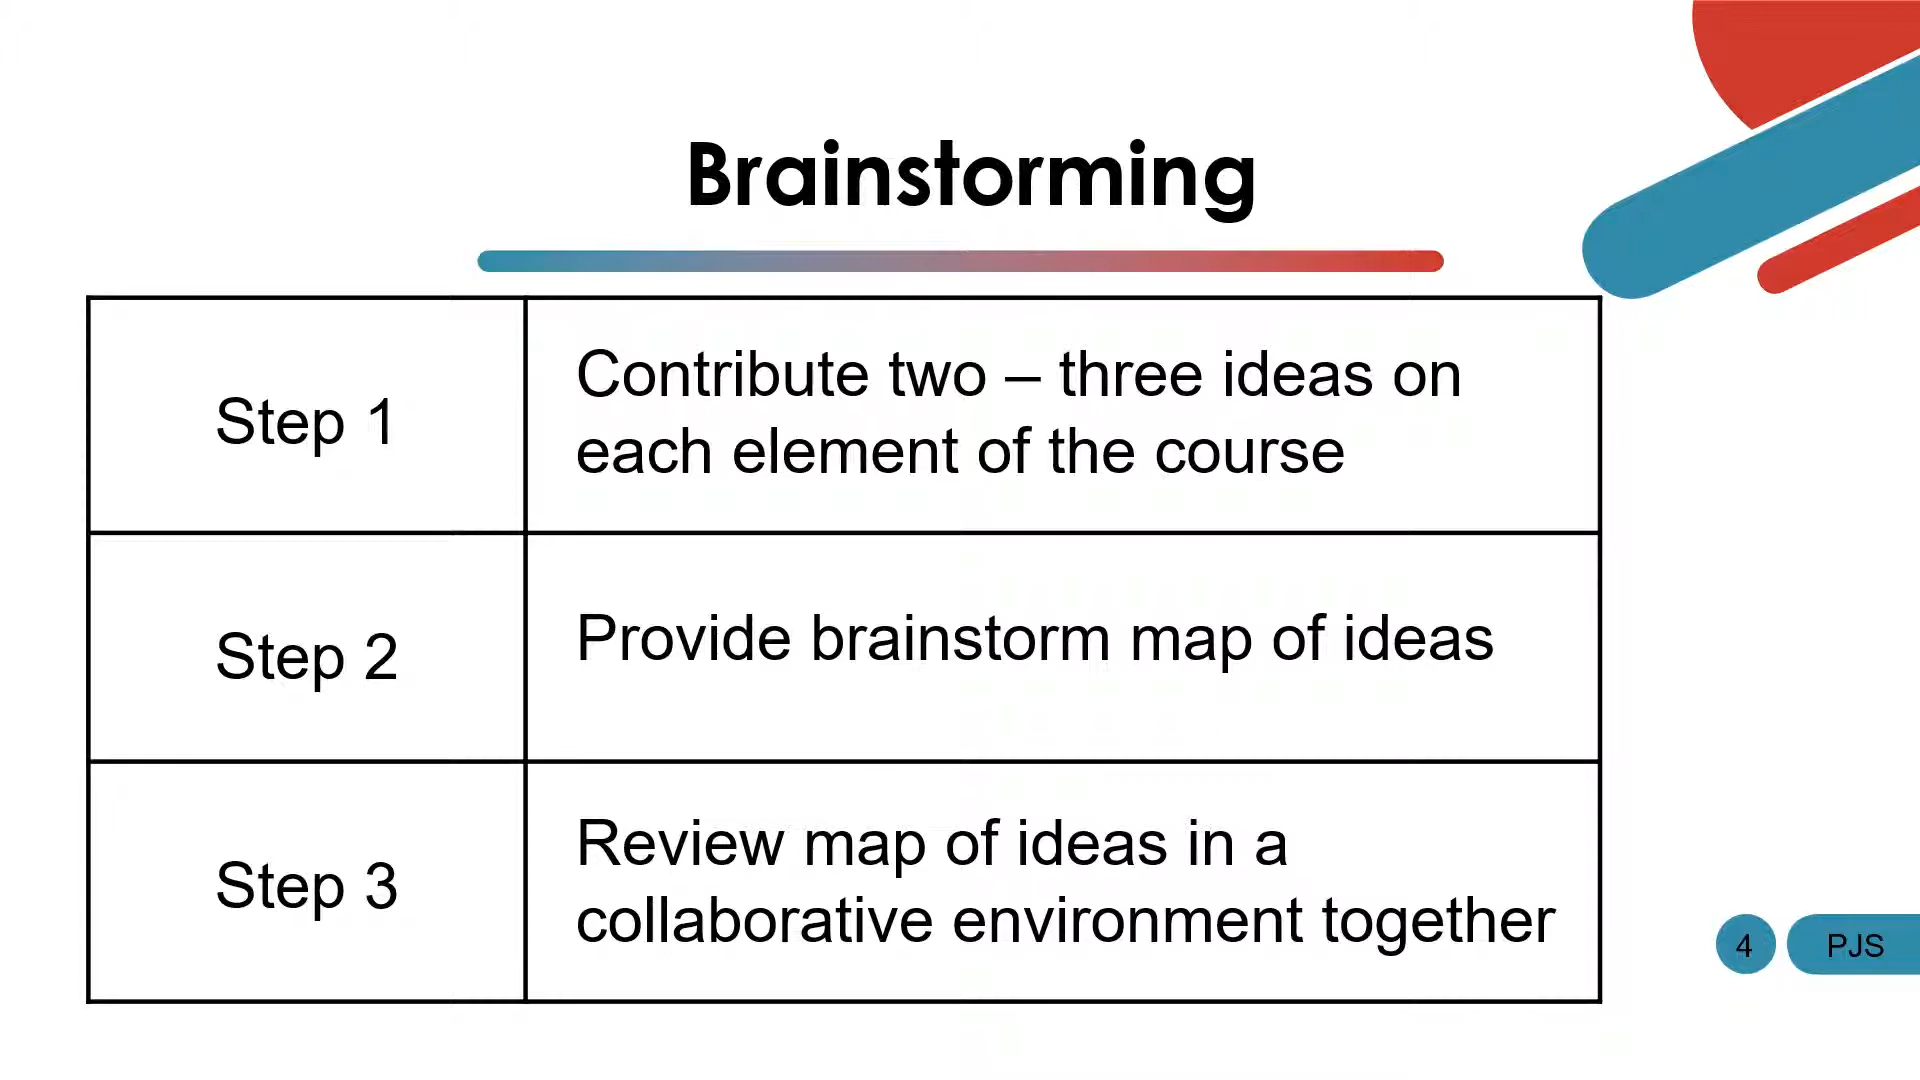 Brainstorming
Step 1
Contribute two – three ideas on
each element of the course
Step 2
Provide brainstorm map of ideas
Step 3
Review map of ideas in a
collaborative environment together
4
PJS